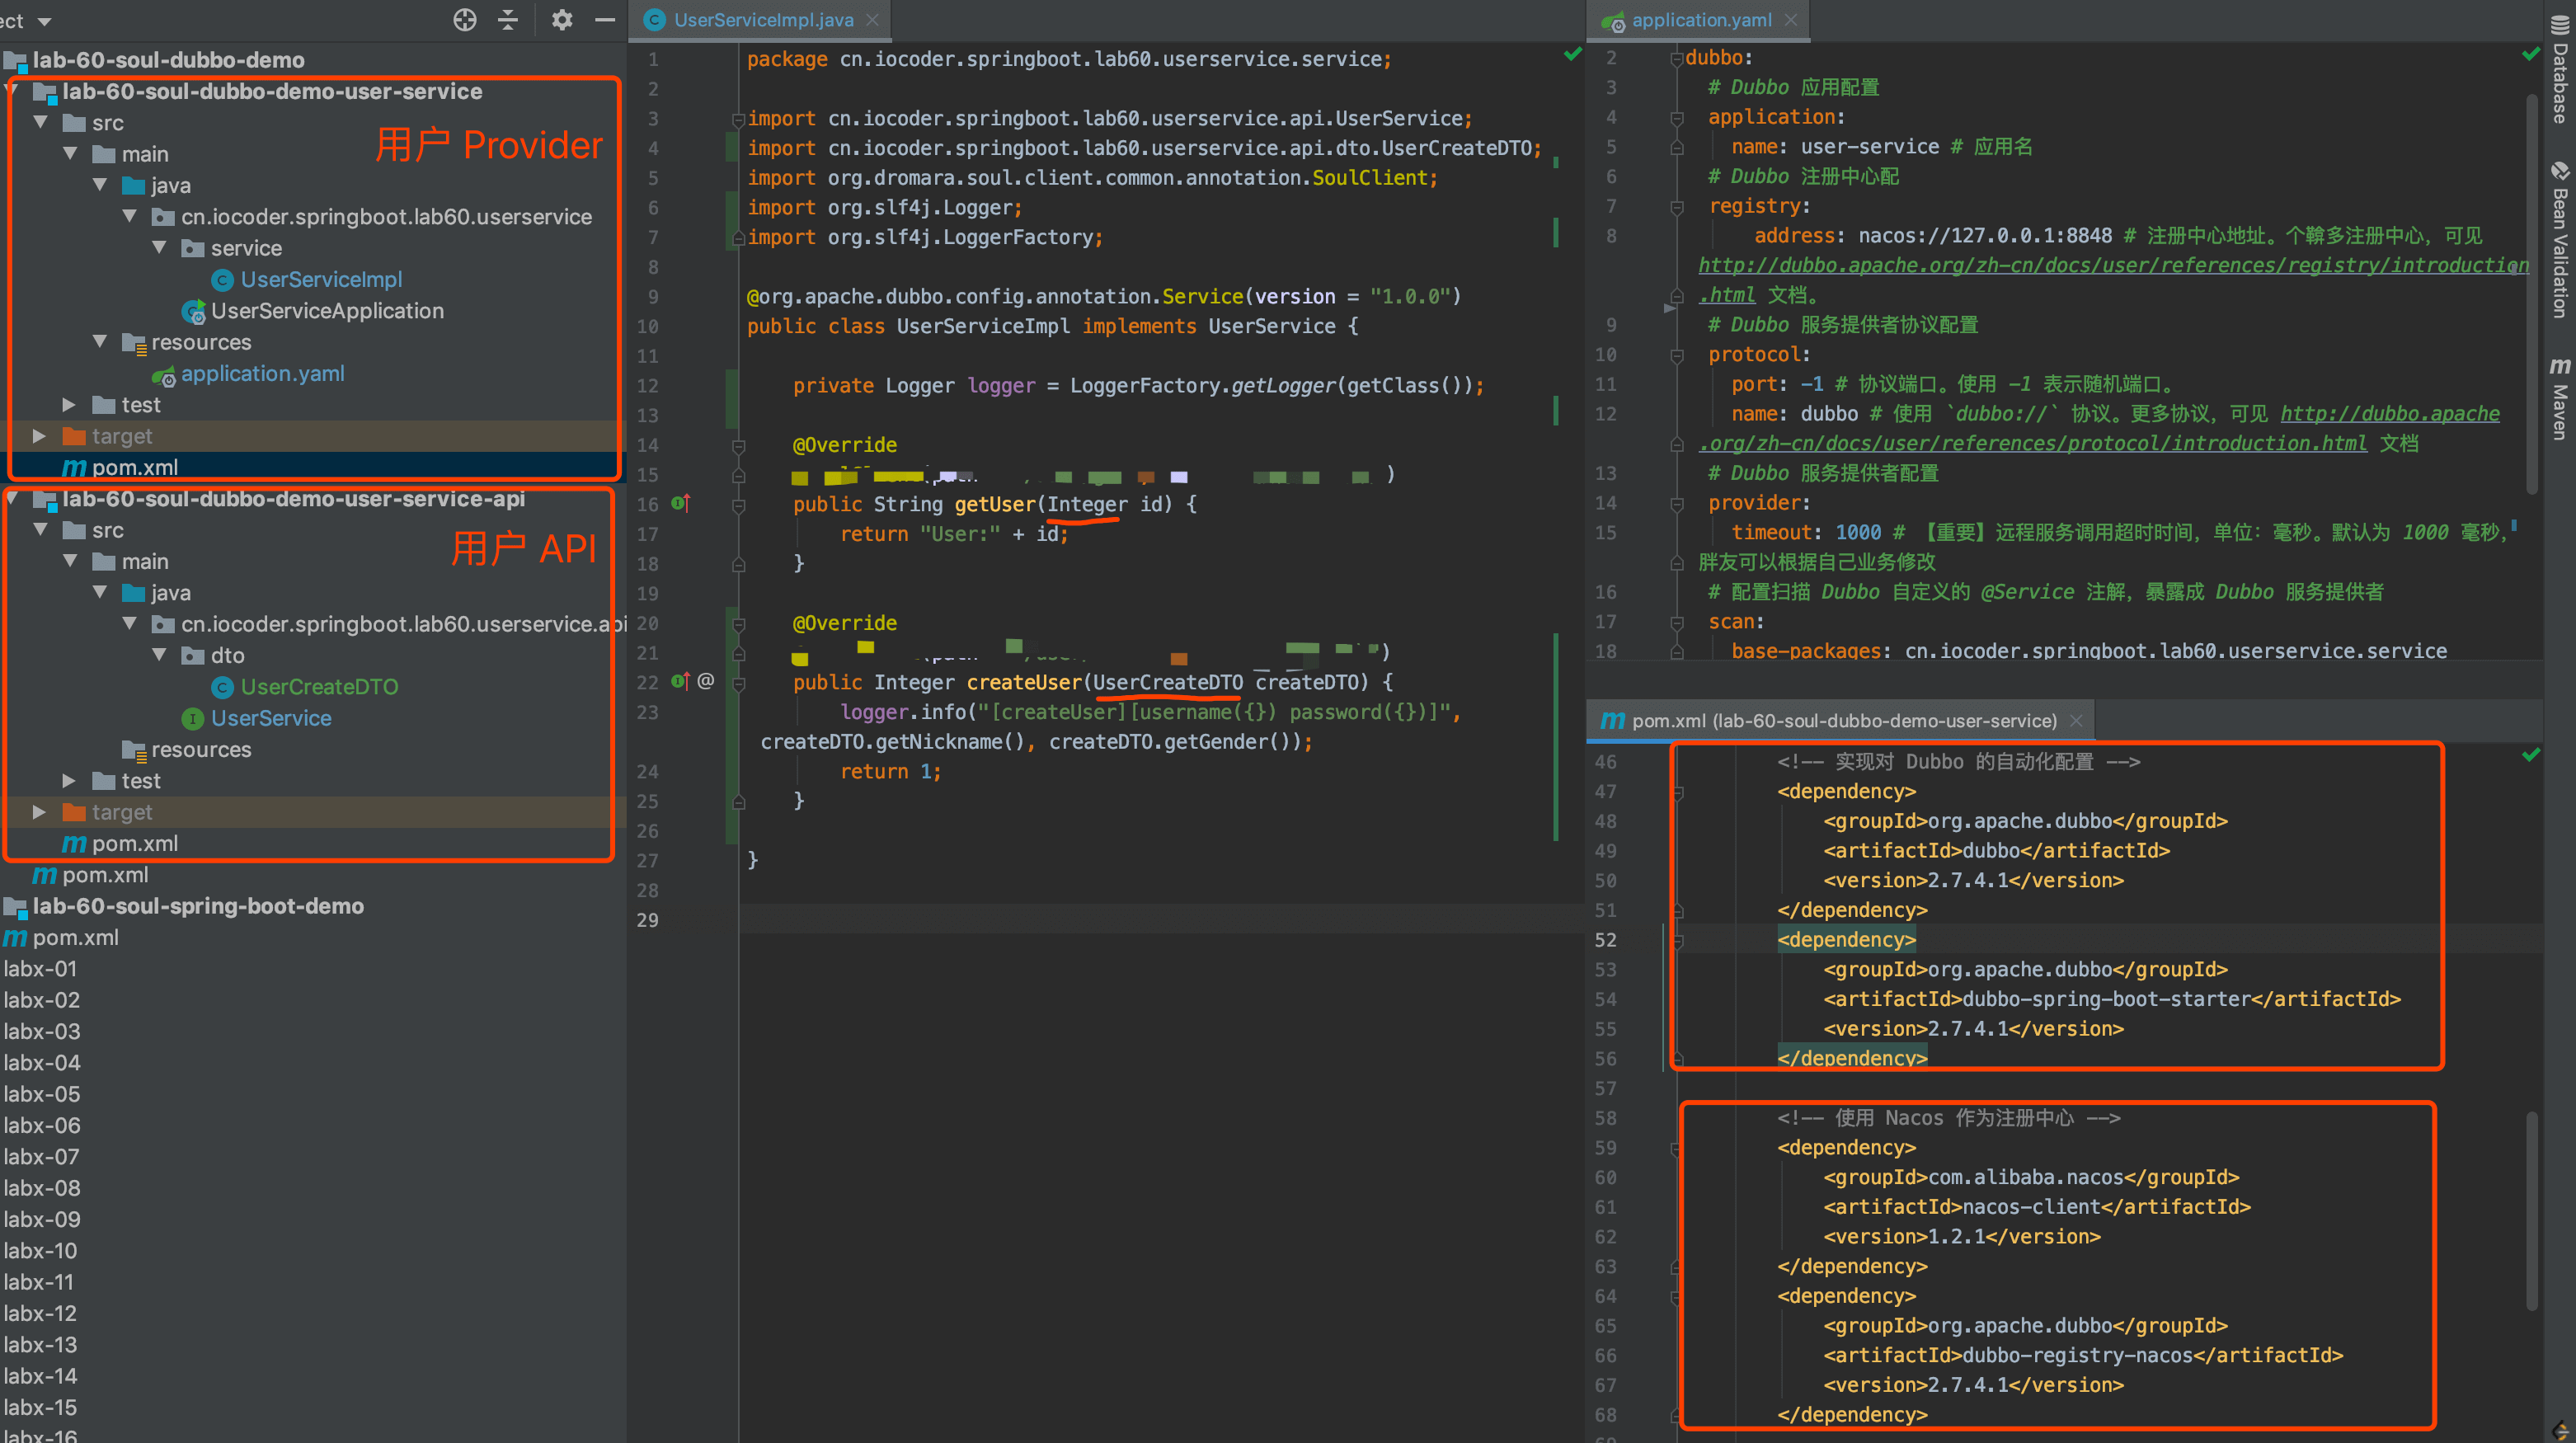 ect
lab-60-soul-dubbo-demo
lab-60-soul-dubbo-demo-user-service
src
用户 Provider
main
java
cn.iocoder.springboot.lab60.userservice
service
UserServiceImpl
UserServiceApplication
resources
application.yaml
test
target
pom.xml
lab-60-soul-dubbo-demo-user-service-api
src
用户 API
main
java
cn.iocoder.springboot.lab60.userservice.api
dto
UserCreateDTO
UserService
resources
test
target
pom.xml
pom.xml
lab-60-soul-spring-boot-demo
pom.xml
labx-01
labx-02
labx-03
labx-04
labx-05
labx-06
labx-07
labx-08
labx-09
labx-10
labx-11
labx-12
labx-13
labx-14
labx-15
labx-16
UserServiceImpl.java
1 package cn.iocoder.springboot.lab60.userservice.service;
2
3 import cn.iocoder.springboot.lab60.userservice.api.UserService;
4 import cn.iocoder.springboot.lab60.userservice.api.dto.UserCreateDTO;
5 import org.dromara.soul.client.common.annotation.SoulClient;
6 import org.slf4j.Logger;
7 import org.slf4j.LoggerFactory;
8
9 @org.apache.dubbo.config.annotation.Service(version = "1.0.0")
10 public class UserServiceImpl implements UserService {
11
12 private Logger logger = LoggerFactory.getLogger(getClass());
13
14 @Override
15 )
16 public String getUser(Integer id) {
17 return "User:" + id;
18 }
19
20 @Override
21 )
22 @ public Integer createUser(UserCreateDTO createDTO) {
23 logger.info("[createUser][username({}) password({})]",
createDTO.getNickname(), createDTO.getGender());
24 return 1;
25 }
26
27 }
28
29
application.yaml
2 dubbo:
3 # Dubbo 应用配置
4 application:
5 name: user-service # 应用名
6 # Dubbo 注册中心配
7 registry:
8 address: nacos://127.0.0.1:8848 # 注册中心地址。个多注册中心，可见
http://dubbo.apache.org/zh-cn/docs/user/references/registry/introduction
.html 文档。
9 # Dubbo 服务提供者协议配置
10 protocol:
11 port: -1 # 协议端口。使用 -1 表示随机端口。
12 name: dubbo # 使用 `dubbo://` 协议。更多协议，可见 http://dubbo.apache
.org/zh-cn/docs/user/references/protocol/introduction.html 文档
13 # Dubbo 服务提供者配置
14 provider:
15 timeout: 1000 # 【重要】远程服务调用超时时间，单位：毫秒。默认为 1000 毫秒，
胖友可以根据自己业务修改
16 # 配置扫描 Dubbo 自定义的 @Service 注解，暴露成 Dubbo 服务提供者
17 scan:
18 base-packages: cn.iocoder.springboot.lab60.userservice.service
pom.xml (lab-60-soul-dubbo-demo-user-service)
46 <!-- 实现对 Dubbo 的自动化配置 -->
47 <dependency>
48 <groupId>org.apache.dubbo</groupId>
49 <artifactId>dubbo</artifactId>
50 <version>2.7.4.1</version>
51 </dependency>
52 <dependency>
53 <groupId>org.apache.dubbo</groupId>
54 <artifactId>dubbo-spring-boot-starter</artifactId>
55 <version>2.7.4.1</version>
56 </dependency>
57
58 <!-- 使用 Nacos 作为注册中心 -->
59 <dependency>
60 <groupId>com.alibaba.nacos</groupId>
61 <artifactId>nacos-client</artifactId>
62 <version>1.2.1</version>
63 </dependency>
64 <dependency>
65 <groupId>org.apache.dubbo</groupId>
66 <artifactId>dubbo-registry-nacos</artifactId>
67 <version>2.7.4.1</version>
68 </dependency>
Database
Bean Validation
Maven